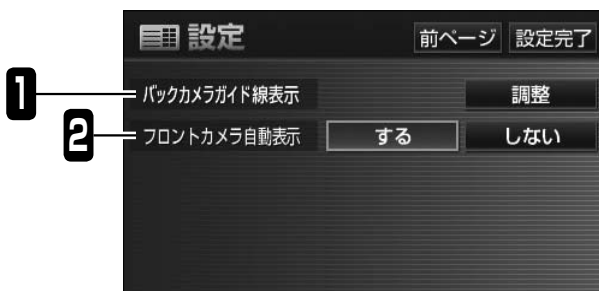 設定 前ページ 設定完了
1 バックカメラガイド線表示 調整
2 フロントカメラ自動表示 する しない